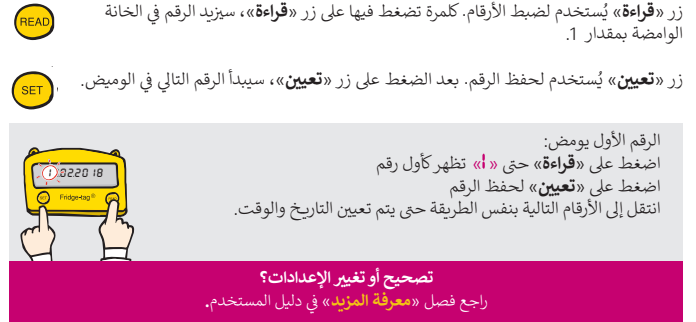 زر «قراءة» يُستخدم لضبط الأرقام. كلمرة تضغط فيها على زر «قراءة»، سيزيد الرقم في الخانة
الوامضة بمقدار 1.
READ
زر «تعيين» يُستخدم لحفظ الرقم. بعد الضغط على زر «تعيين»، سيبدأ الرقم التالي في الوميض.
SET
الرقم الأول يومض:
اضغط على «قراءة» حتى «1» تظهر كأول رقم
اضغط على «تعيين» لحفظ الرقم
انتقل إلى الأرقام التالية بنفس الطريقة حتى يتم تعيين التاريخ والوقت.
1 02.20 18
Fridge-tag®
تصحيح أو تغيير الإعدادات؟
راجع فصل «معرفة المزيد» في دليل المستخدم.